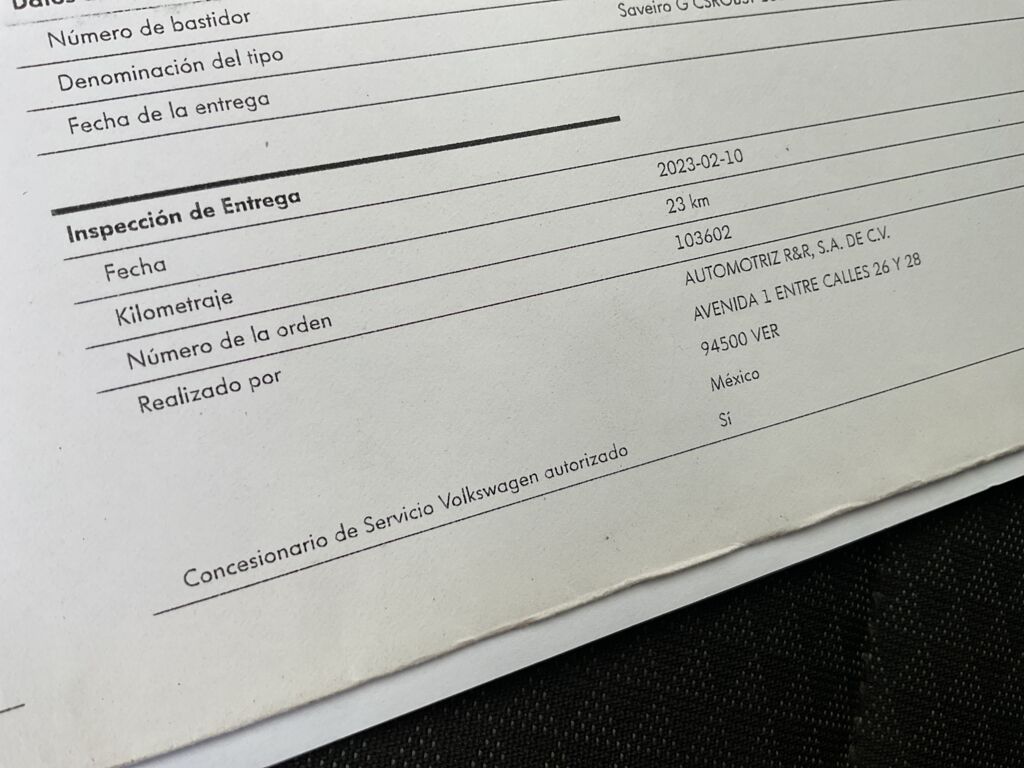 Número de bastidor
Denominación del tipo Saveiro G
Fecha de la entrega
Inspección de Entrega
Fecha 2023-02-10
Kilometraje 23 km
Número de la orden 103602
Realizado por AUTOMOTRIZ R&R, S.A. DE C.V.
AVENIDA 1 ENTRE CALLES 26 Y 28
94500 VER
México
Concesionario de Servicio Volkswagen autorizado Sí